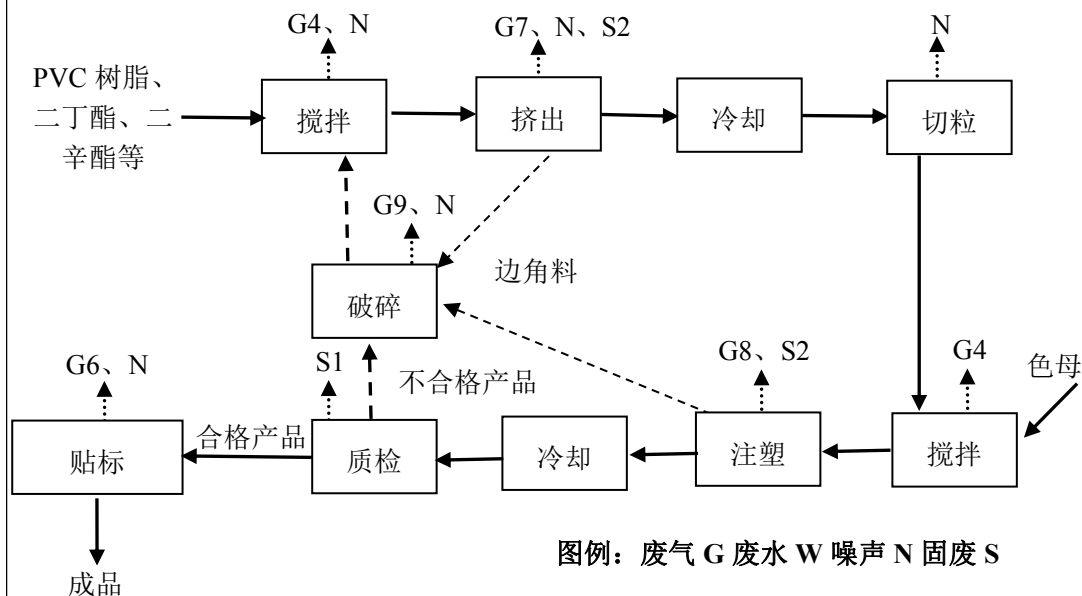 G4、N
G7、N、S2
N
PVC 树脂、
二丁酯、二
辛酯等
搅拌
挤出
冷却
切粒
G9、N
边角料
破碎
G6、N
S1
不合格产品
G8、S2
G4
色母
贴标
合格产品
质检
冷却
注塑
搅拌
图例：废气 G 废水 W 噪声 N 固废 S
成品